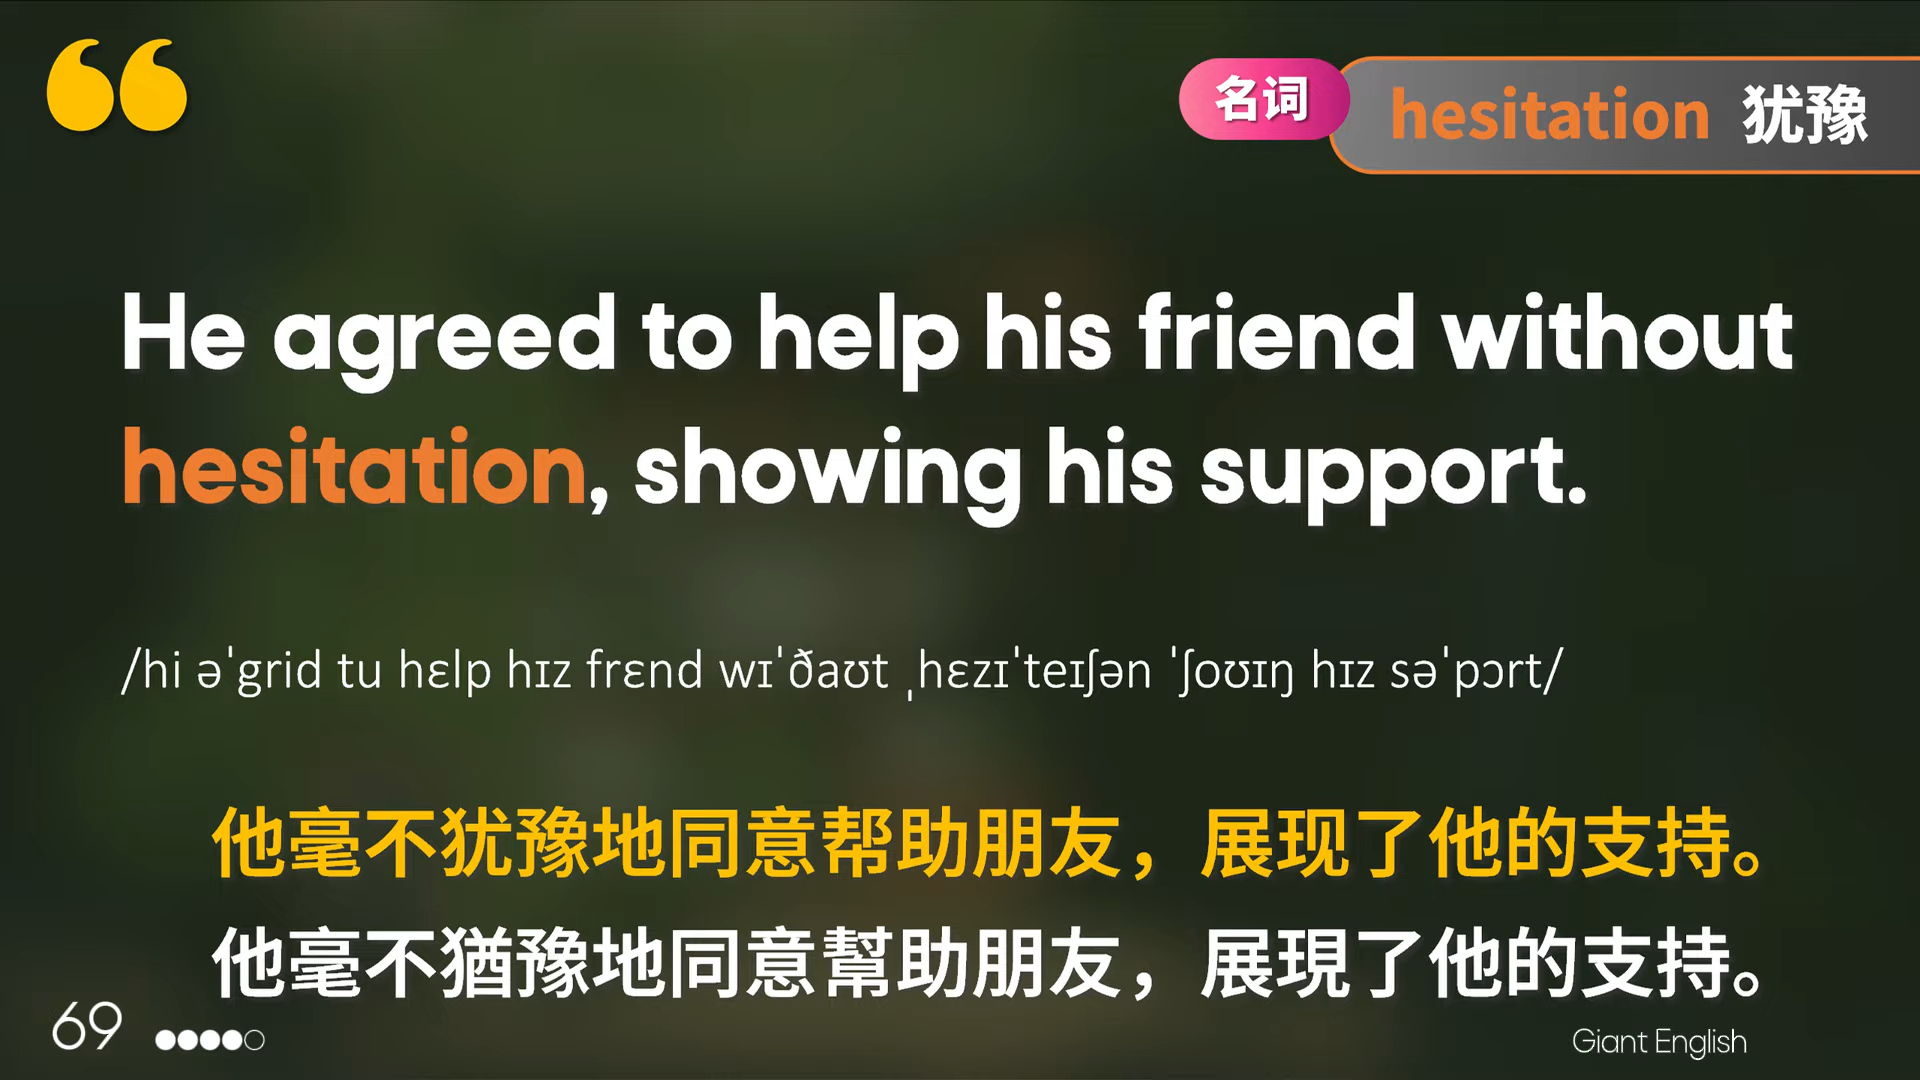 名词 hesitation 犹豫
He agreed to help his friend without
hesitation, showing his support.
/hi əˈgrid tu hɛlp hɪz frɛnd wɪˈðaʊt ˌhɛzɪˈteɪʃən ˈʃoʊɪŋ hɪz səˈpɔrt/
他毫不犹豫地同意帮助朋友，展现了他的支持。
他毫不猶豫地同意幫助朋友，展現了他的支持。
69
Giant English